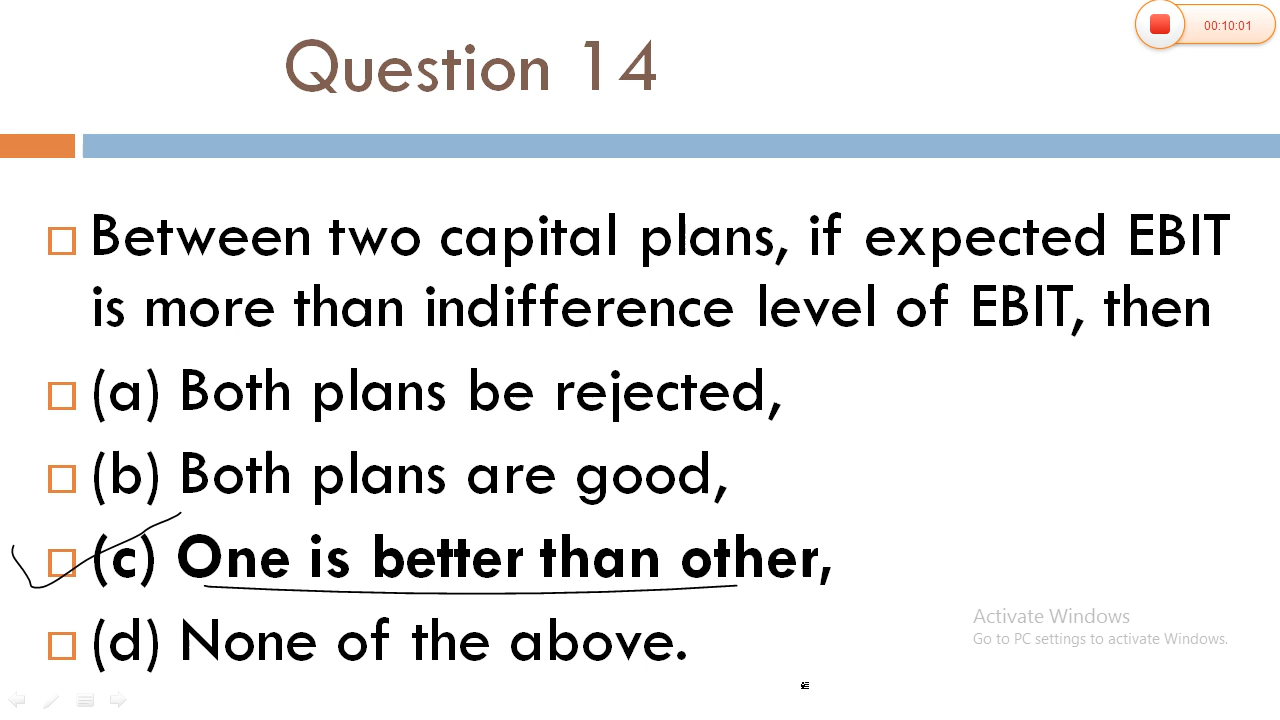 00:10:01
Question 14
Between two capital plans, if expected EBIT
is more than indifference level of EBIT, then
(a) Both plans be rejected,
(b) Both plans are good,
(c) One is better than other,
(d) None of the above.
Activate Windows
Go to PC settings to activate Windows.